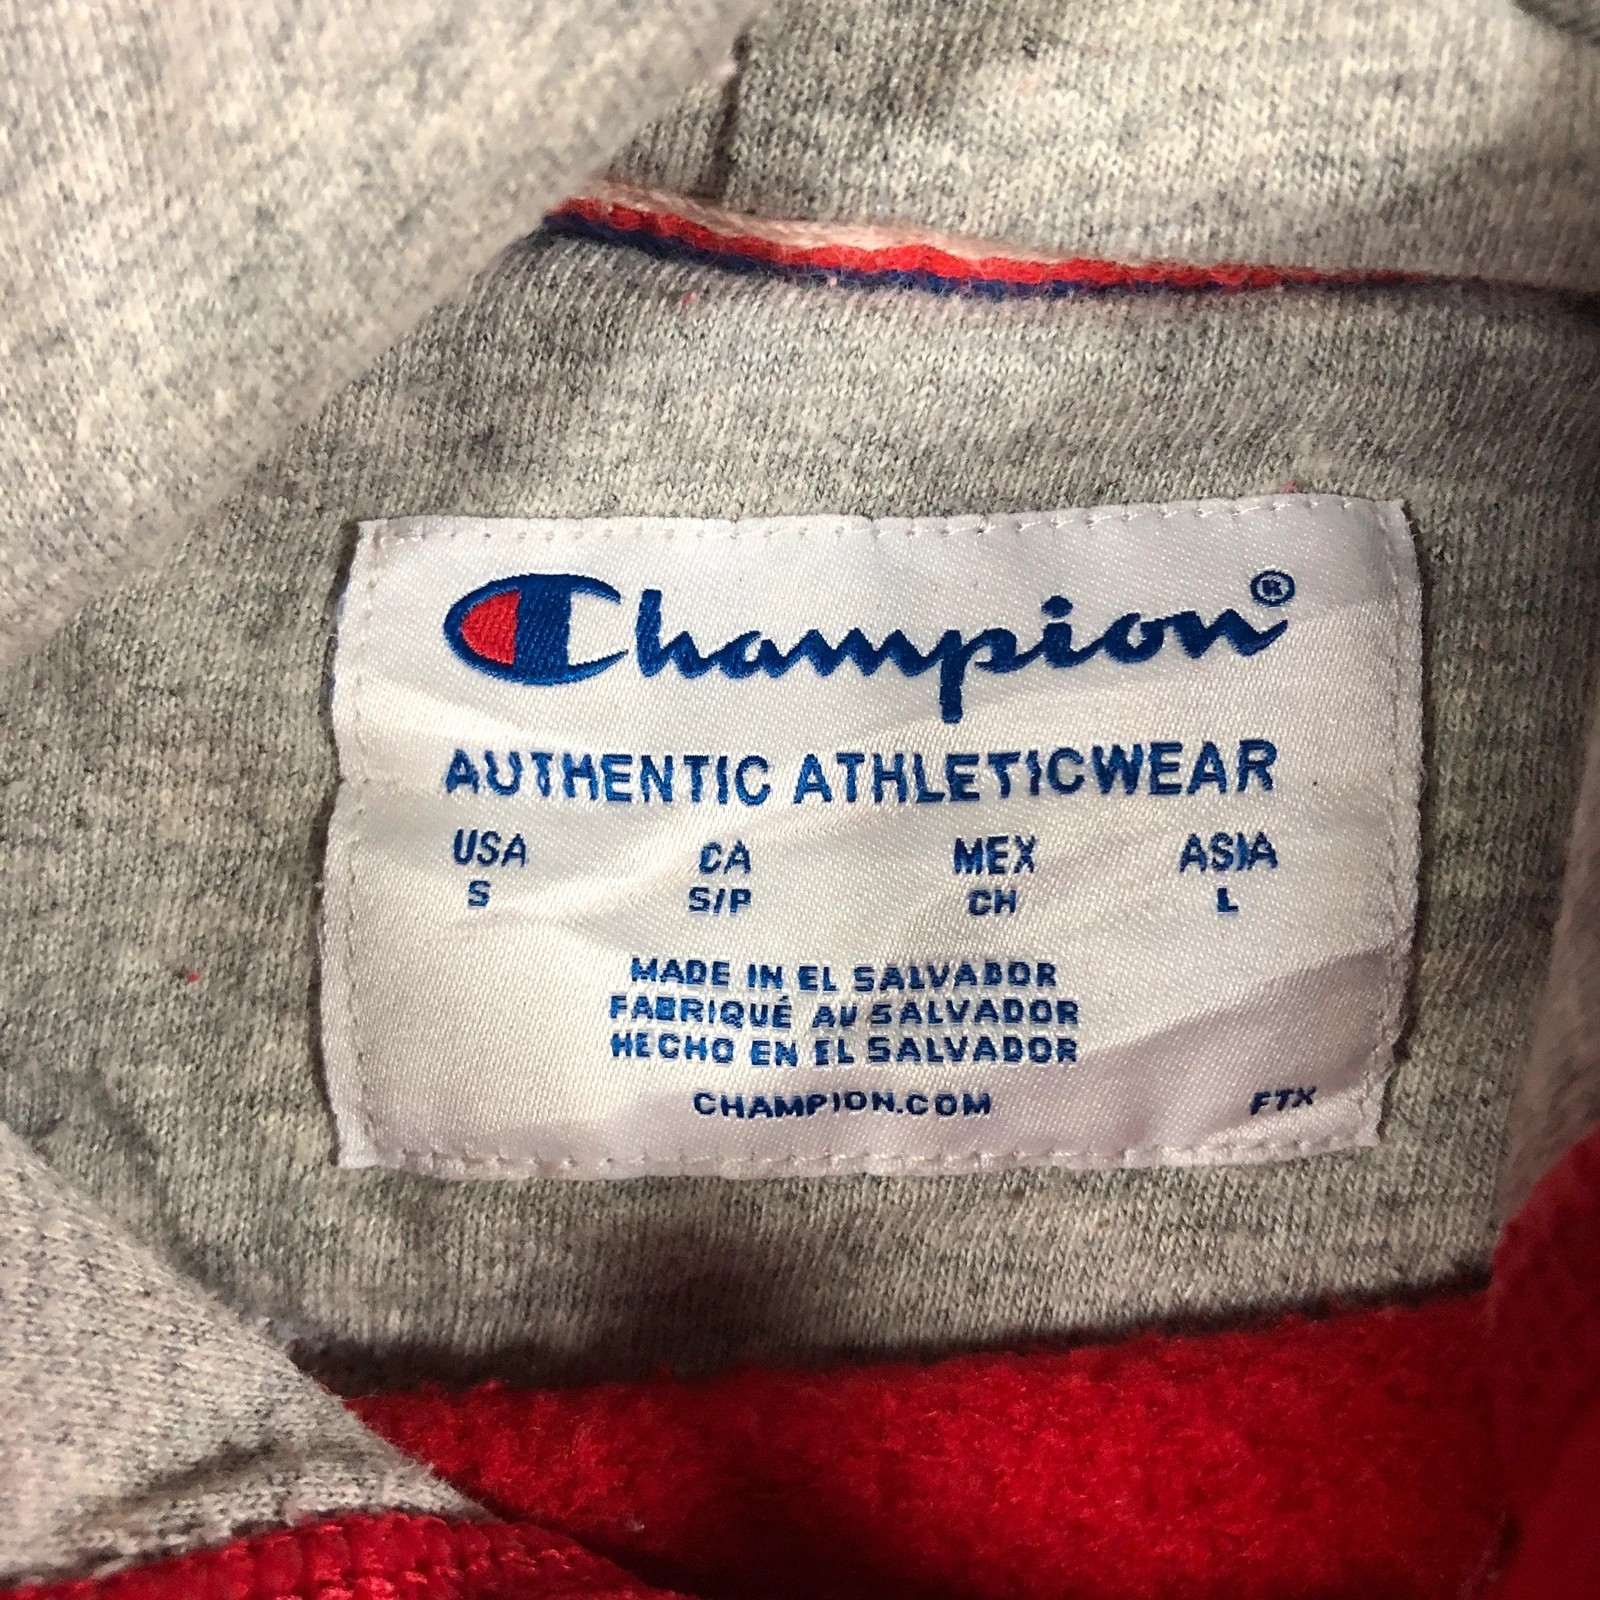 Champion®
AUTHENTIC ATHLETICWEAR
USA CA MEX ASIA
S S/P CH L
MADE IN EL SALVADOR
FABRIQUÉ AU SALVADOR
HECHO EN EL SALVADOR
CHAMPION.COM FTX